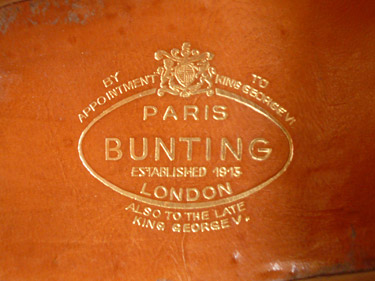 BY APPOINTMENT TO KING GEORGE VI.
PARIS
BUNTING
ESTABLISHED 1913
LONDON
ALSO TO THE LATE
KING GEORGE V.